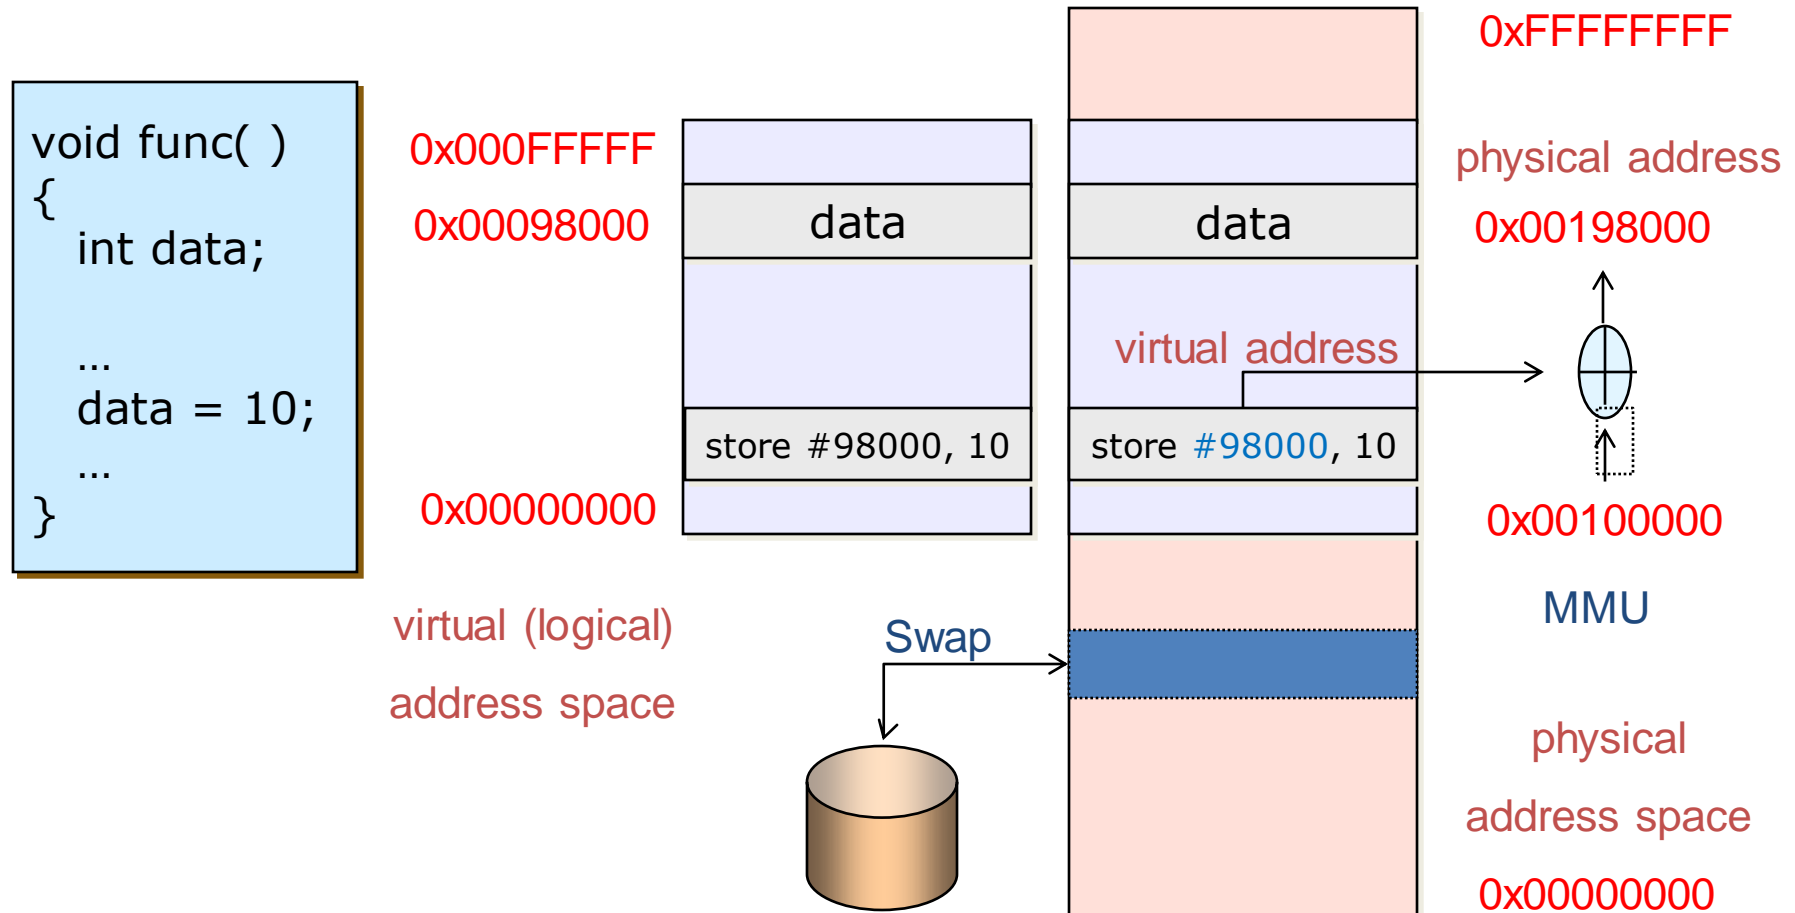 void func( )
{
int data;
...
data = 10;
...
}
0x000FFFFF
0x00098000
0x00000000
virtual (logical)
address space
data
store #98000, 10
Swap
data
virtual address
store #98000, 10
0xFFFFFFFF
physical address
0x00198000
0x00100000
MMU
physical
address space
0x00000000